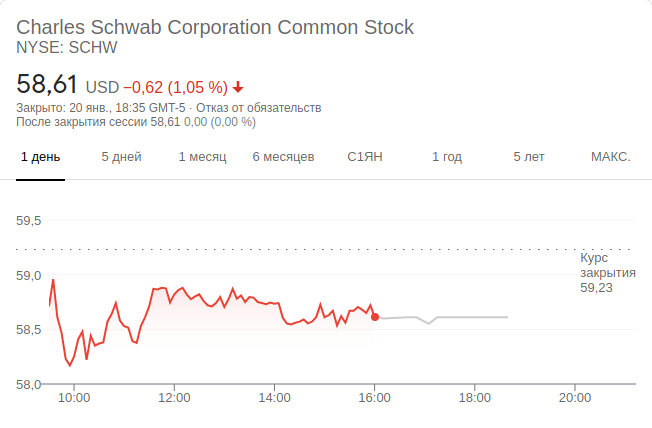 Charles Schwab Corporation Common Stock
NYSE: SCHW
58,61 USD −0,62 (1,05 %)
Закрыто: 20 янв., 18:35 GMT-5 · Отказ от обязательств
После закрытия сессии 58,61 0,00 (0,00 %)
1 день 5 дней 1 месяц 6 месяцев С1ЯН 1 год 5 лет МАКС.
59,5
59,0
58,5
58,0
Курс
закрытия
59,23
10:00 12:00 14:00 16:00 18:00 20:00